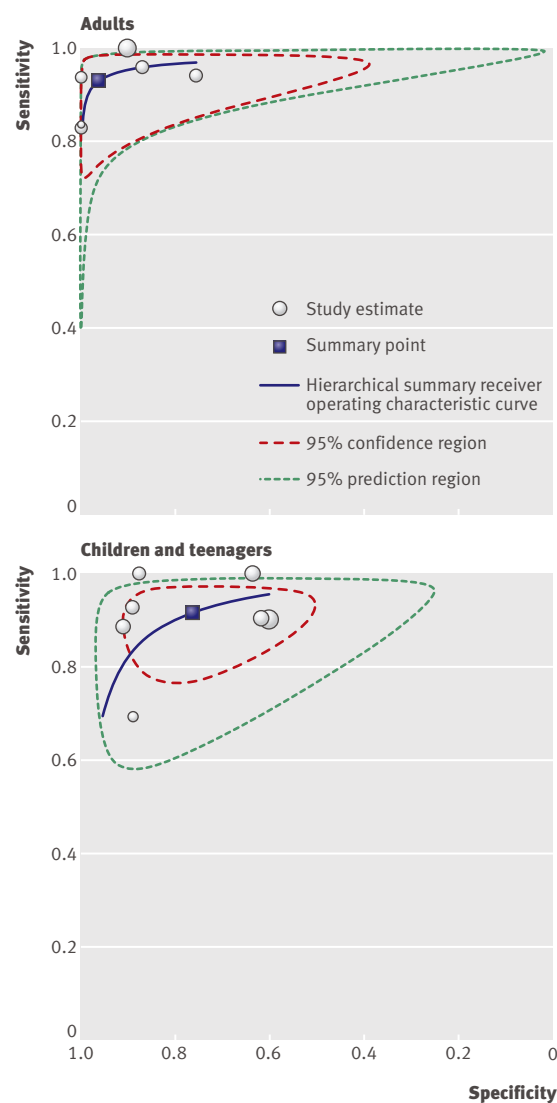 Adults
Sensitivity
1.0
0.8
0.6
0.4
0.2
0
Study estimate
Summary point
Hierarchical summary receiver
operating characteristic curve
95% confidence region
95% prediction region
Children and teenagers
Sensitivity
1.0
0.8
0.6
0.4
0.2
0
1.0 0.8 0.6 0.4 0.2 0
Specificity